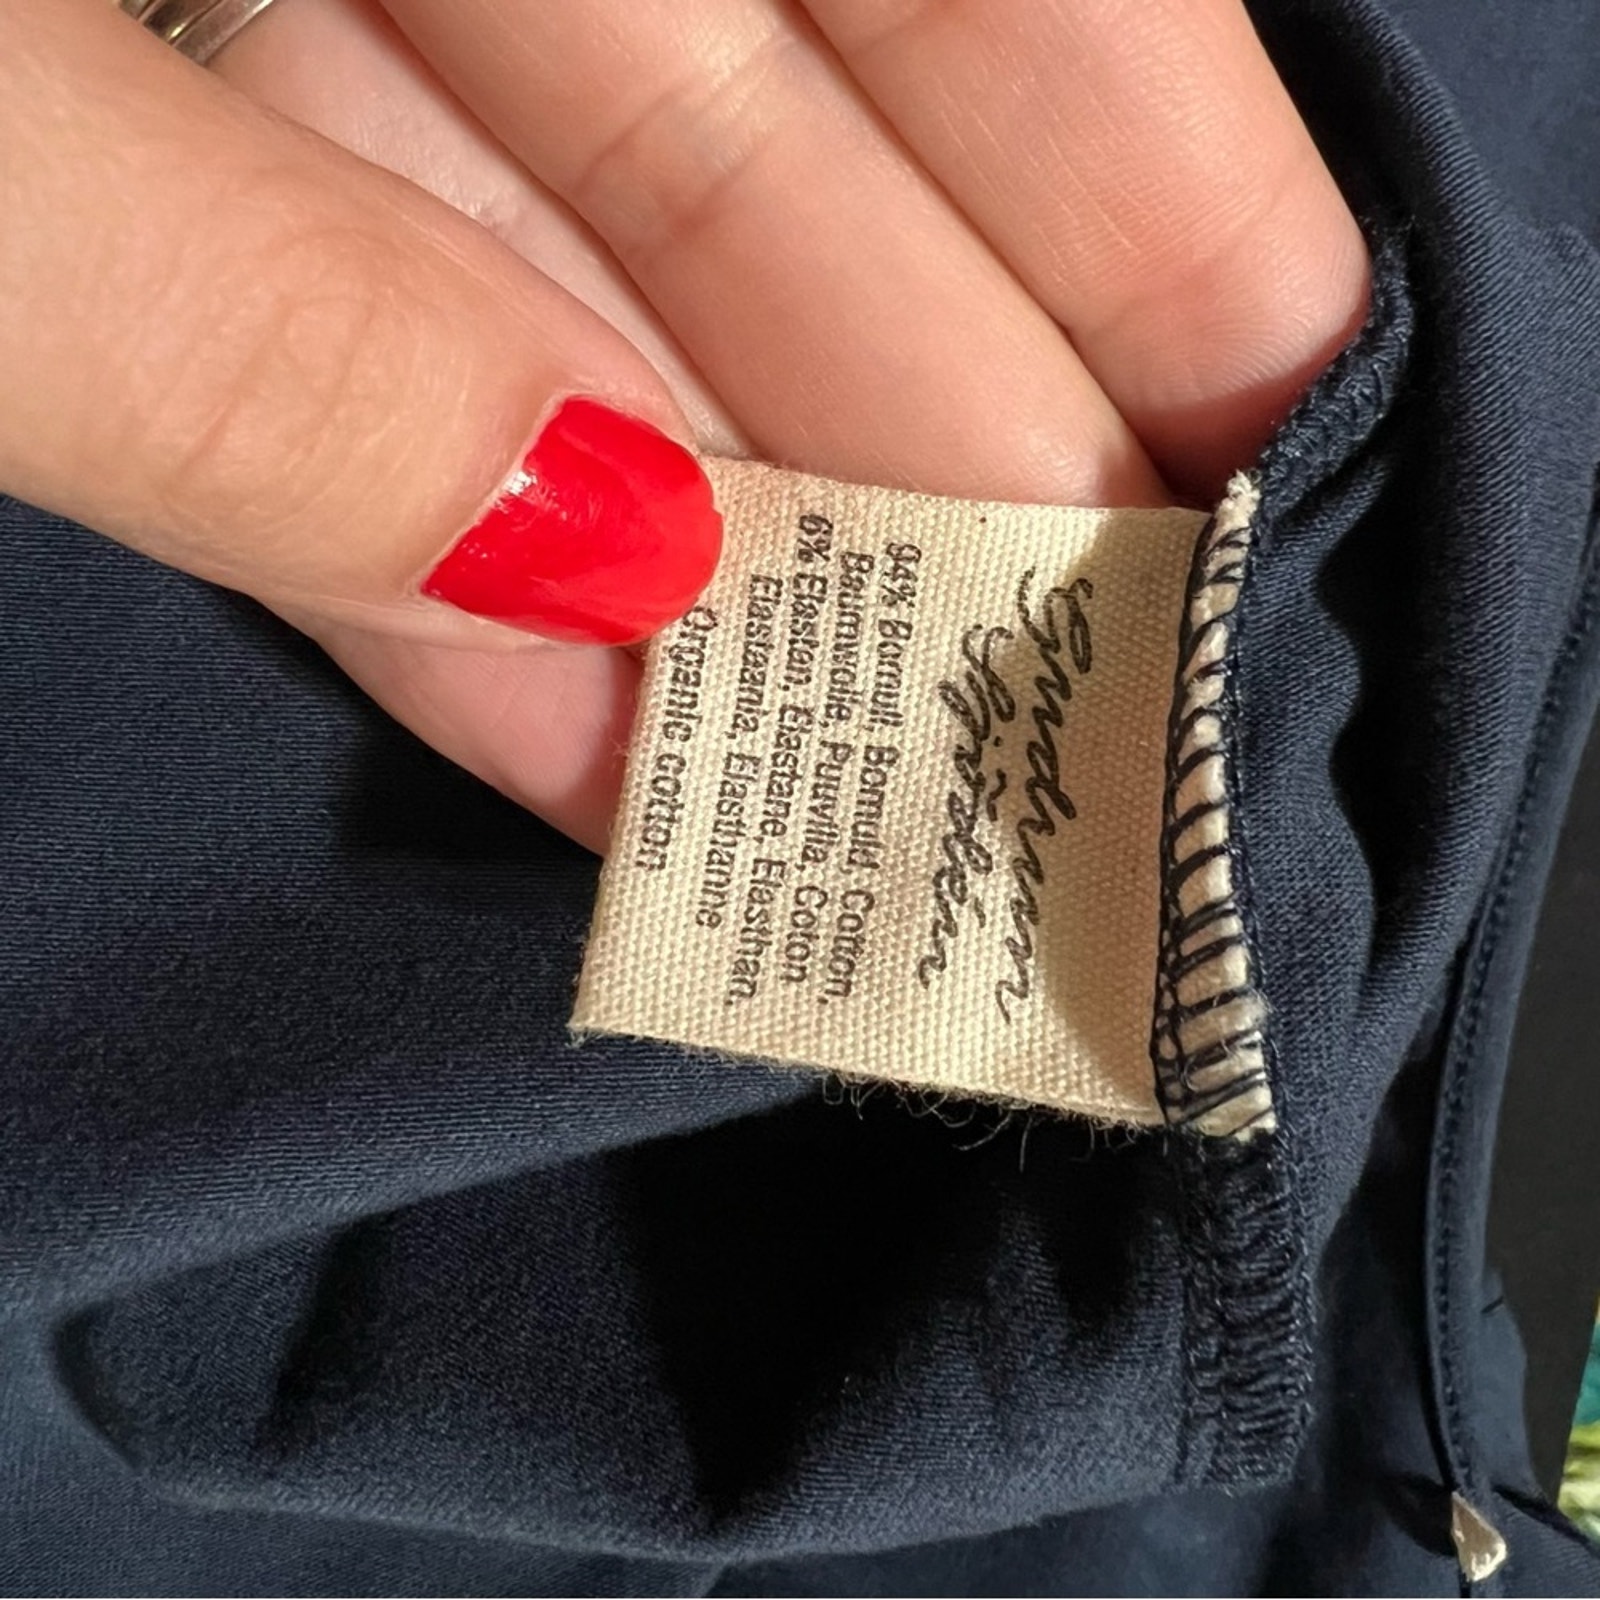 Gudrun
Sjödén
94% Bomull, Bomuld, Cotton,
Baumwolle, Puuvilla, Coton
6% Elastan, Elastane, Elasthan,
Elastaania, Elasthanne
Organic cotton